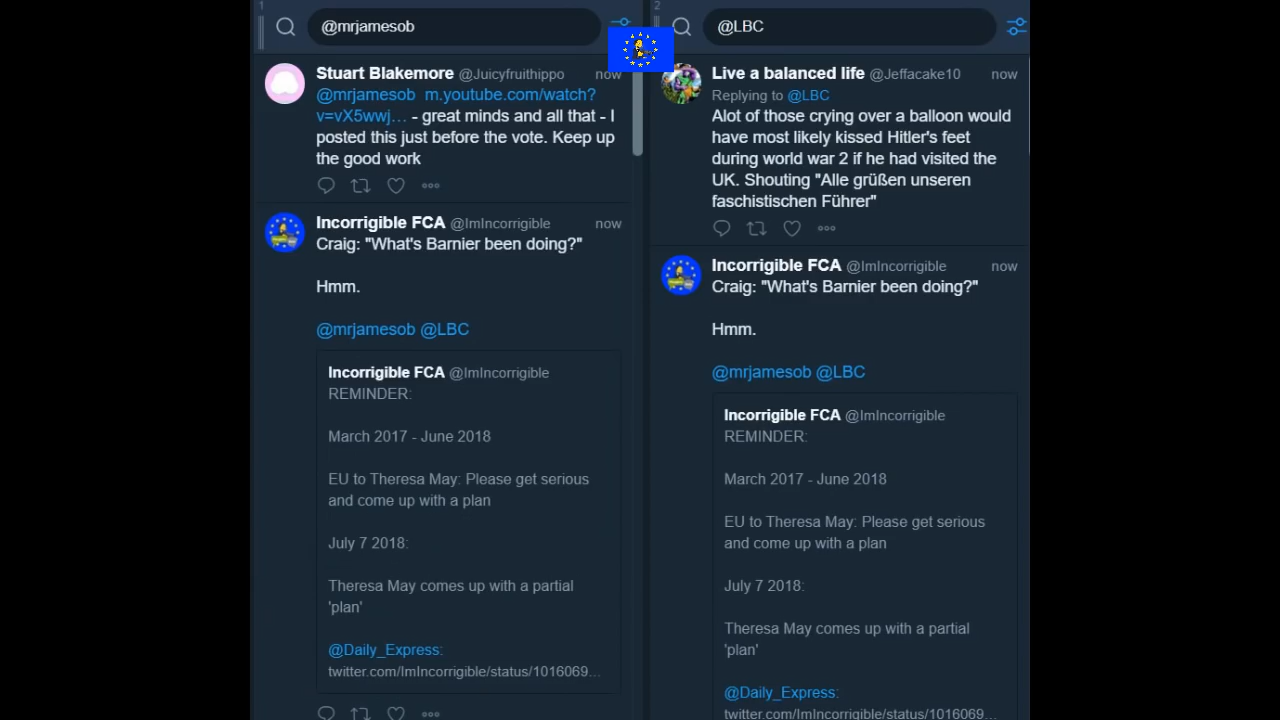 1
@mrjamesob
Stuart Blakemore @Juicyfruithippo now
@mrjamesob m.youtube.com/watch?
v=vX5wwj… - great minds and all that - I
posted this just before the vote. Keep up
the good work
Incorrigible FCA @ImIncorrigible now
Craig: "What's Barnier been doing?"
Hmm.
@mrjamesob @LBC
Incorrigible FCA @ImIncorrigible
REMINDER:
March 2017 - June 2018
EU to Theresa May: Please get serious
and come up with a plan
July 7 2018:
Theresa May comes up with a partial
'plan'
@Daily_Express:
twitter.com/ImIncorrigible/status/1016069…
2
@LBC
Live a balanced life @Jeffacake10 now
Replying to @LBC
Alot of those crying over a balloon would
have most likely kissed Hitler's feet
during world war 2 if he had visited the
UK. Shouting "Alle grüßen unseren
faschistischen Führer"
Incorrigible FCA @ImIncorrigible now
Craig: "What's Barnier been doing?"
Hmm.
@mrjamesob @LBC
Incorrigible FCA @ImIncorrigible
REMINDER:
March 2017 - June 2018
EU to Theresa May: Please get serious
and come up with a plan
July 7 2018:
Theresa May comes up with a partial
'plan'
@Daily_Express:
twitter.com/ImIncorrigible/status/1016069…